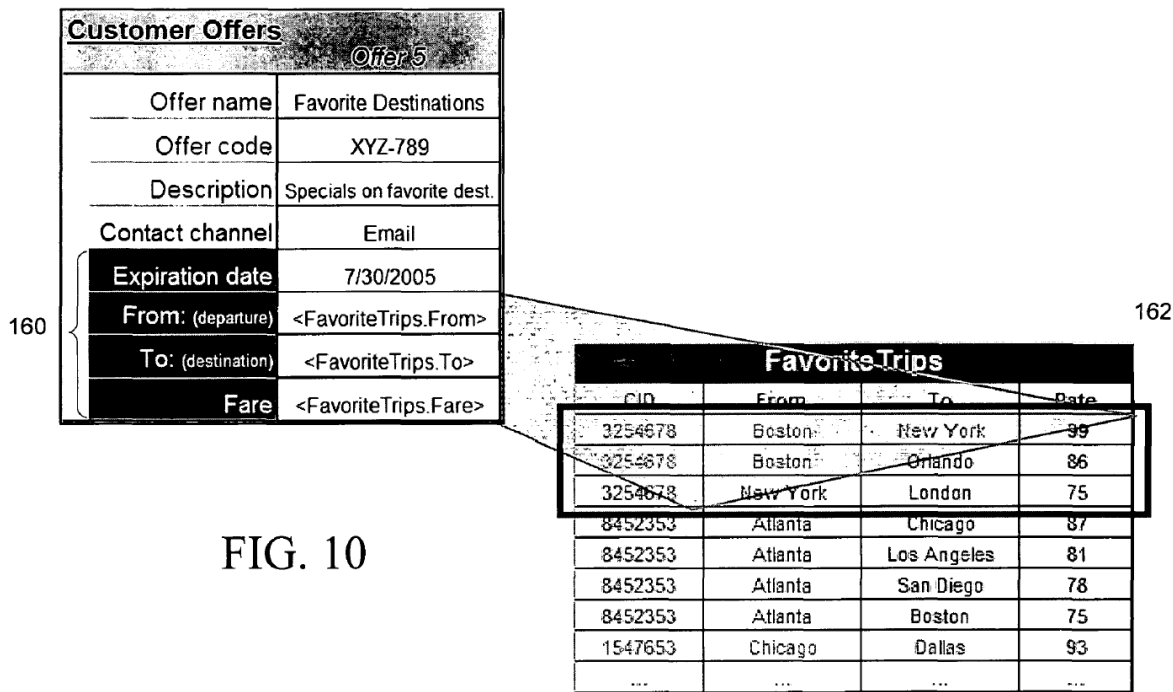 Customer Offers
Offer 5
Offer name Favorite Destinations
Offer code XYZ-789
Description Specials on favorite dest.
Contact channel Email
Expiration date 7/30/2005
From: (departure) <FavoriteTrips.From>
To: (destination) <FavoriteTrips.To>
Fare <FavoriteTrips.Fare>
160
162
FavoriteTrips
CID From To Rate
3254678 Boston New York 99
3254678 Boston Orlando 86
3254678 New York London 75
8452353 Atlanta Chicago 87
8452353 Atlanta Los Angeles 81
8452353 Atlanta San Diego 78
8452353 Atlanta Boston 75
1547653 Chicago Dallas 93
... ... ... ...
FIG. 10